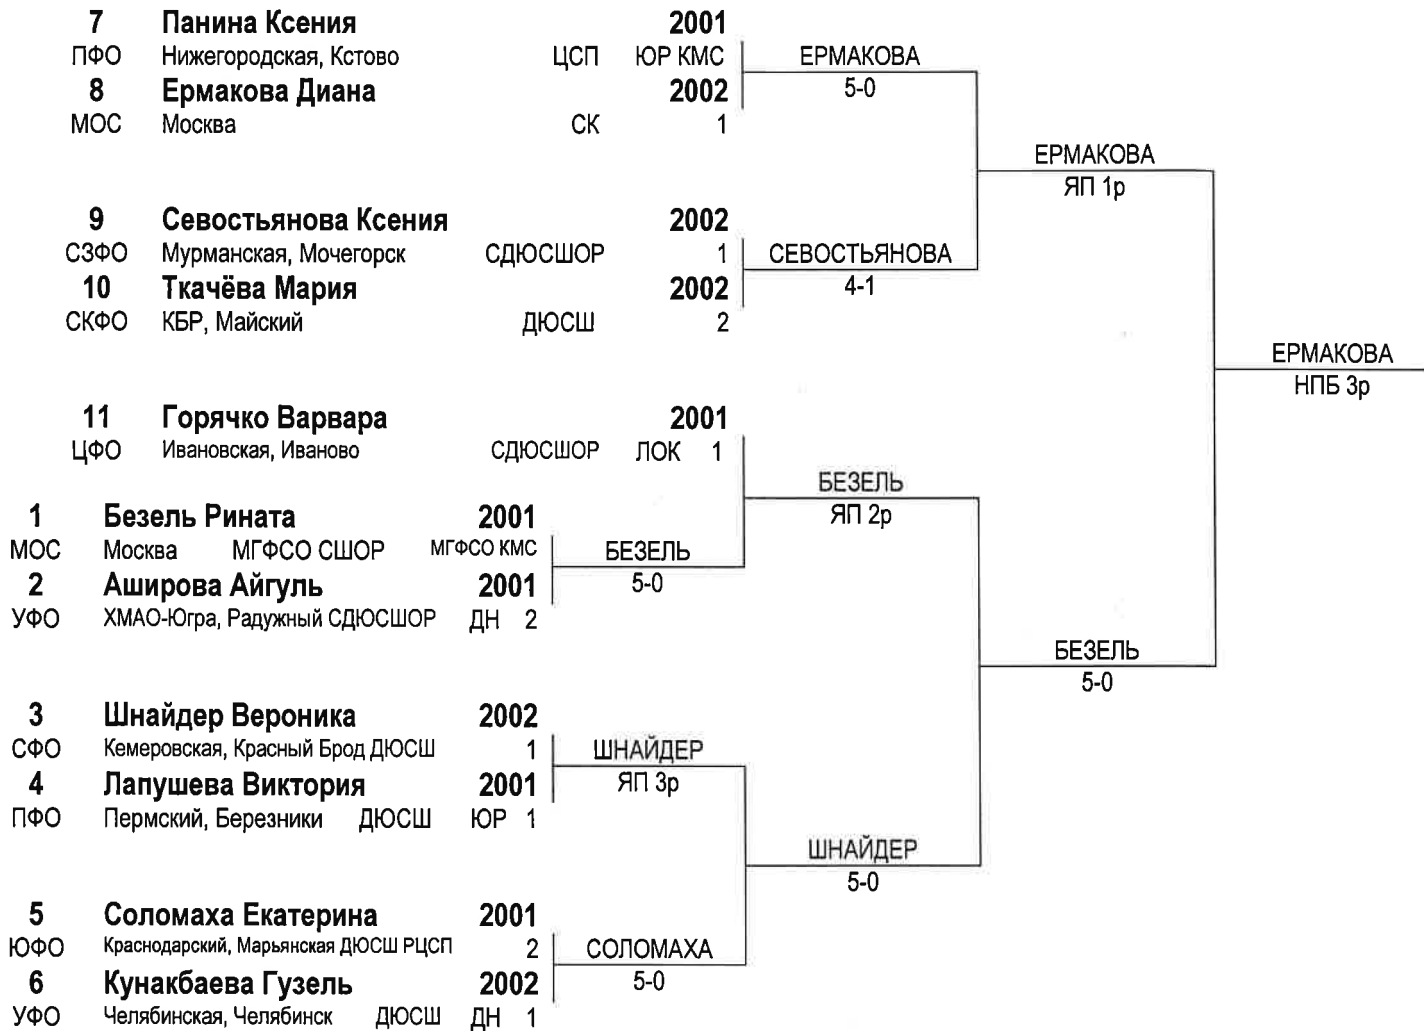 7 Панина Ксения 2001
ПФО Нижегородская, Кстово ЦСП ЮР КМС
8 Ермакова Диана 2002
МОС Москва СК 1
ЕРМАКОВА
5-0
9 Севостьянова Ксения 2002
СЗФО Мурманская, Мочегорск СДЮСШОР 1
10 Ткачёва Мария 2002
СКФО КБР, Майский ДЮСШ 2
СЕВОСТЬЯНОВА
4-1
ЕРМАКОВА
ЯП 1р
11 Горячко Варвара 2001
ЦФО Ивановская, Иваново СДЮСШОР ЛОК 1
1 Безель Рината 2001
МОС Москва МГФСО СШОР МГФСО КМС
2 Аширова Айгуль 2001
УФО ХМАО-Югра, Радужный СДЮСШОР ДН 2
БЕЗЕЛЬ
5-0
БЕЗЕЛЬ
ЯП 2р
3 Шнайдер Вероника 2002
СФО Кемеровская, Красный Брод ДЮСШ 1
4 Лапушева Виктория 2001
ПФО Пермский, Березники ДЮСШ ЮР 1
ШНАЙДЕР
ЯП 3р
5 Соломаха Екатерина 2001
ЮФО Краснодарский, Марьянская ДЮСШ РЦСП 2
6 Кунакбаева Гузель 2002
УФО Челябинская, Челябинск ДЮСШ ДН 1
СОЛОМАХА
5-0
ШНАЙДЕР
5-0
БЕЗЕЛЬ
5-0
ЕРМАКОВА
НПБ 3р